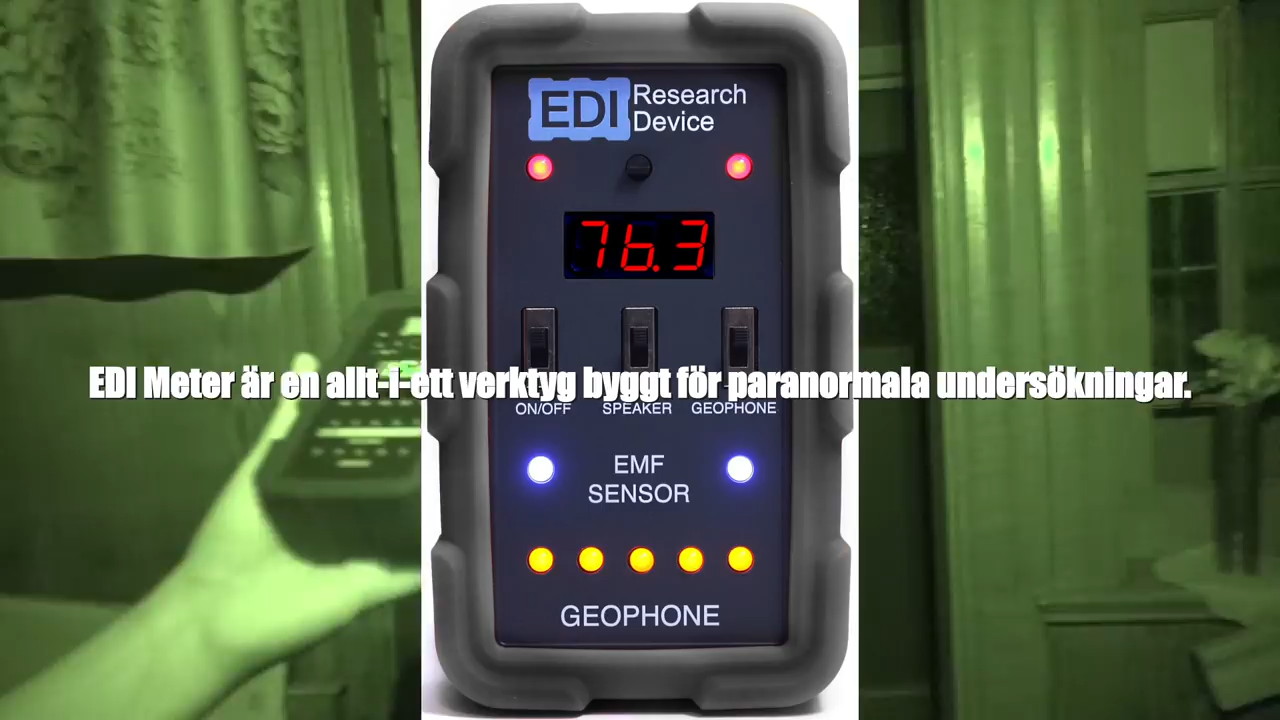 EDI Research
Device
76.3
EDI Meter är en allt-i-ett verktyg byggt för paranormala undersökningar.
ON/OFF SPEAKER GEOPHONE
EMF
SENSOR
GEOPHONE